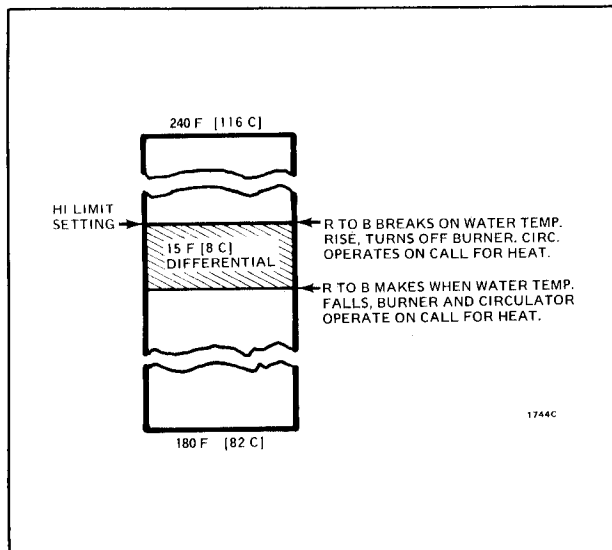 240 F [116 C]
HI LIMIT
SETTING
15 F [8 C]
DIFFERENTIAL
R TO B BREAKS ON WATER TEMP.
RISE, TURNS OFF BURNER. CIRC.
OPERATES ON CALL FOR HEAT.
R TO B MAKES WHEN WATER TEMP.
FALLS, BURNER AND CIRCULATOR
OPERATE ON CALL FOR HEAT.
180 F [82 C]
1744C